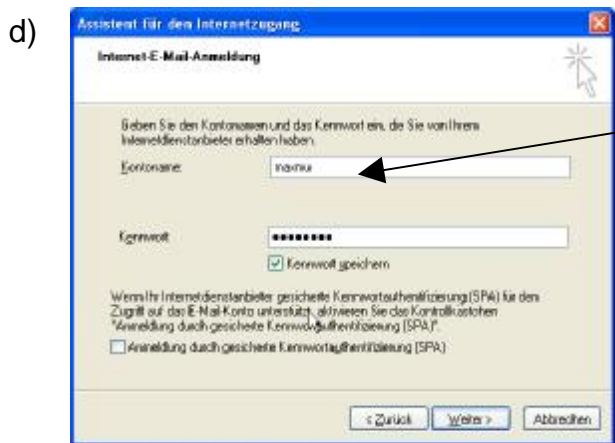 d)
Assistent für den Internetzugang
Internet-E-Mail-Anmeldung
Geben Sie den Kontonamen und das Kennwort ein, die Sie von Ihrem
Internetdienstanbieter erhalten haben.
Kontoname:
maxmu
Kennwort
••••••••
Kennwort speichern
Wenn Ihr Internetdienstanbieter gesicherte Kennwortauthentifizierung (SPA) für den
Zugriff auf das E-Mail-Konto unterstützt, aktivieren Sie das Kontrollkästchen
"Anmeldung durch gesicherte Kennwortauthentifizierung (SPA)".
Anmeldung durch gesicherte Kennwortauthentifizierung (SPA)
< Zurück Weiter > Abbrechen